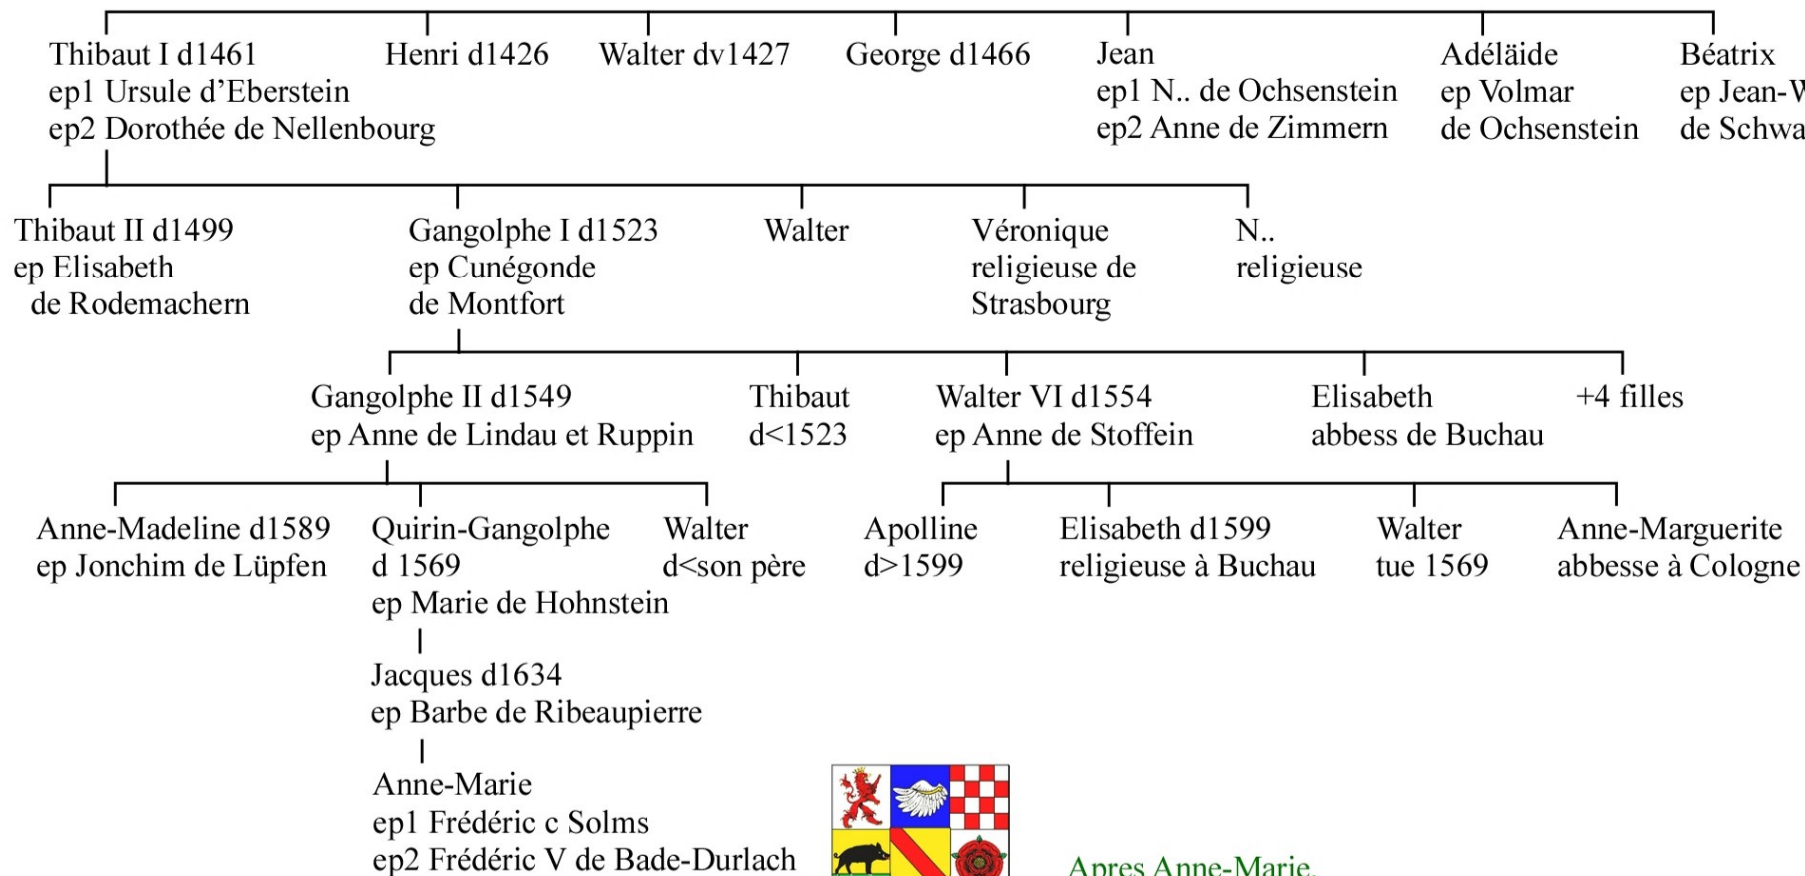 Thibaut I d1461
ep1 Ursule d'Eberstein
ep2 Dorothée de Nellenbourg
Henri d1426
Walter dv1427
George d1466
Jean
ep1 N.. de Ochsenstein
ep2 Anne de Zimmern
Adéläide
ep Volmar
de Ochsenstein
Béatrix
ep Jean-W
de Schwa
Thibaut II d1499
ep Elisabeth
de Rodemachern
Gangolphe I d1523
ep Cunégonde
de Montfort
Walter
Véronique
religieuse de
Strasbourg
N..
religieuse
Gangolphe II d1549
ep Anne de Lindau et Ruppin
Thibaut
d<1523
Walter VI d1554
ep Anne de Stoffein
Elisabeth
abbess de Buchau
+4 filles
Anne-Madeline d1589
ep Jonchim de Lüpfen
Quirin-Gangolphe
d 1569
ep Marie de Hohnstein
Walter
d<son père
Apolline
d>1599
Elisabeth d1599
religieuse à Buchau
Walter
tue 1569
Anne-Marguerite
abbesse à Cologne
Jacques d1634
ep Barbe de Ribeaupierre
Anne-Marie
ep1 Frédéric c Solms
ep2 Frédéric V de Bade-Durlach
Apres Anne-Marie,